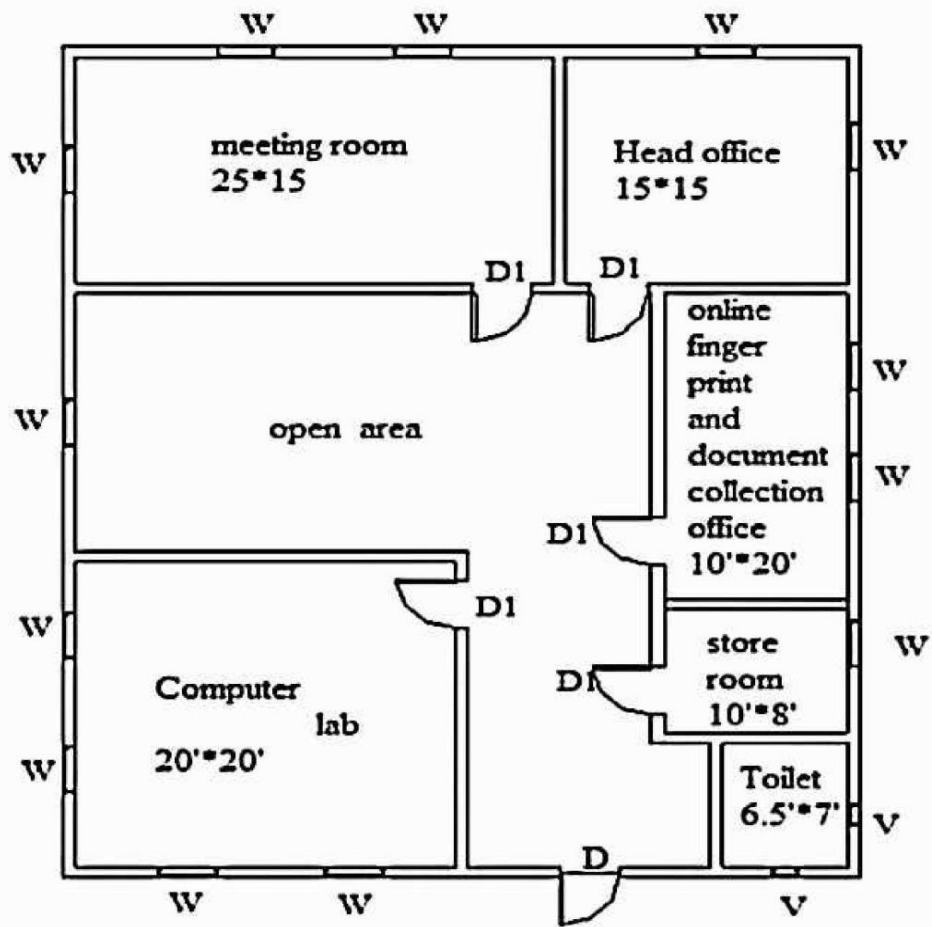 W W W
meeting room
25*15
Head office
15*15
W
W
D1 D1
online
finger
print
and
document
collection
office
10'*20'
W
W
open area
W
D1
D1
W
store
room
10'*8'
W
D1
Computer
lab
20'*20'
W
Toilet
6.5'*7'
V
D
W W
V